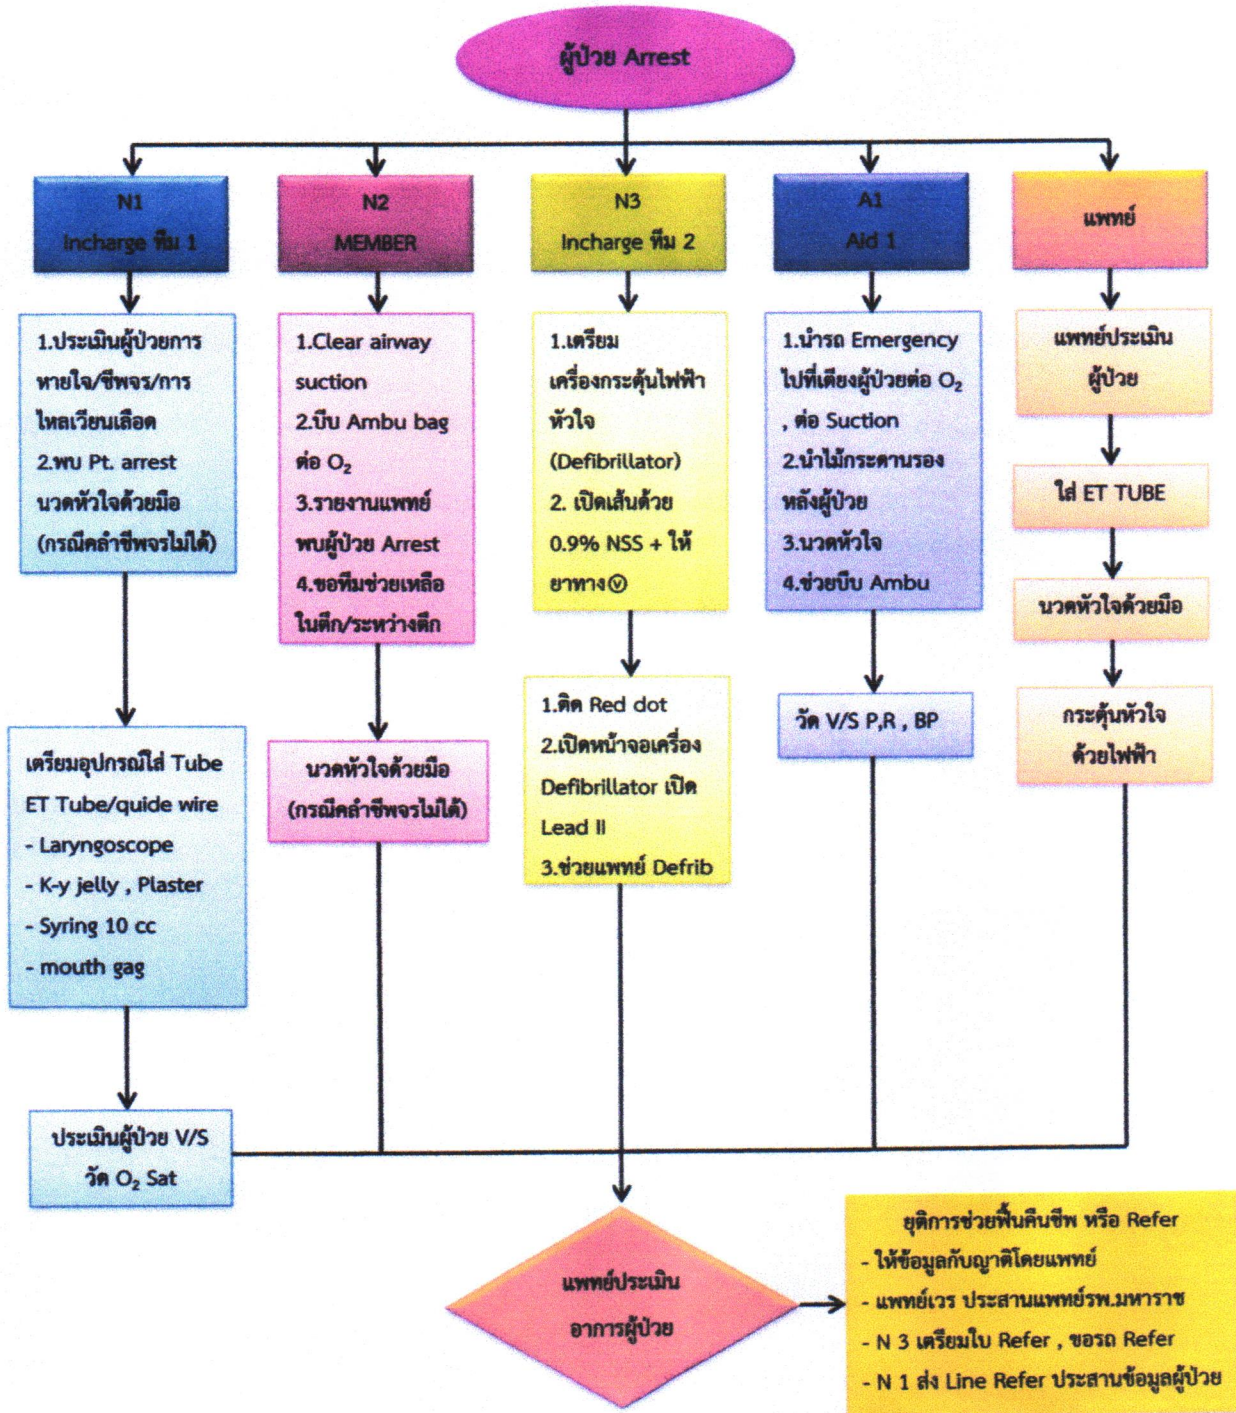 ผู้ป่วย Arrest
N1
Incharge ทีม 1
1.ประเมินผู้ป่วยการ
หายใจ/ชีพจร/การ
ไหลเวียนเลือด
2.พบ Pt. arrest
นวดหัวใจด้วยมือ
(กรณีคลำชีพจรไม่ได้)
เตรียมอุปกรณ์ใส่ Tube
ET Tube/quide wire
- Laryngoscope
- K-y jelly , Plaster
- Syring 10 cc
- mouth gag
ประเมินผู้ป่วย V/S
วัด O₂ Sat
N2
MEMBER
1.Clear airway
suction
2.บีบ Ambu bag
ต่อ O₂
3.รายงานแพทย์
พบผู้ป่วย Arrest
4.ขอทีมช่วยเหลือ
ในตึก/ระหว่างตึก
นวดหัวใจด้วยมือ
(กรณีคลำชีพจรไม่ได้)
N3
Incharge ทีม 2
1.เตรียม
เครื่องกระตุ้นไฟฟ้า
หัวใจ
(Defibrillator)
2. เปิดเส้นด้วย
0.9% NSS + ให้
ยาทางⓥ
1.ติด Red dot
2.เปิดหน้าจอเครื่อง
Defibrillator เปิด
Lead II
3.ช่วยแพทย์ Defrib
A1
Aid 1
1.นำรถ Emergency
ไปที่เตียงผู้ป่วยต่อ O₂
, ต่อ Suction
2.นำไม้กระดานรอง
หลังผู้ป่วย
3.นวดหัวใจ
4.ช่วยบีบ Ambu
วัด V/S P,R , BP
แพทย์
แพทย์ประเมิน
ผู้ป่วย
ใส่ ET TUBE
นวดหัวใจด้วยมือ
กระตุ้นหัวใจ
ด้วยไฟฟ้า
แพทย์ประเมิน
อาการผู้ป่วย
ยุติการช่วยฟื้นคืนชีพ หรือ Refer
- ให้ข้อมูลกับญาติโดยแพทย์
- แพทย์เวร ประสานแพทย์รพ.มหาราช
- N 3 เตรียมใบ Refer , ขอรถ Refer
- N 1 ส่ง Line Refer ประสานข้อมูลผู้ป่วย